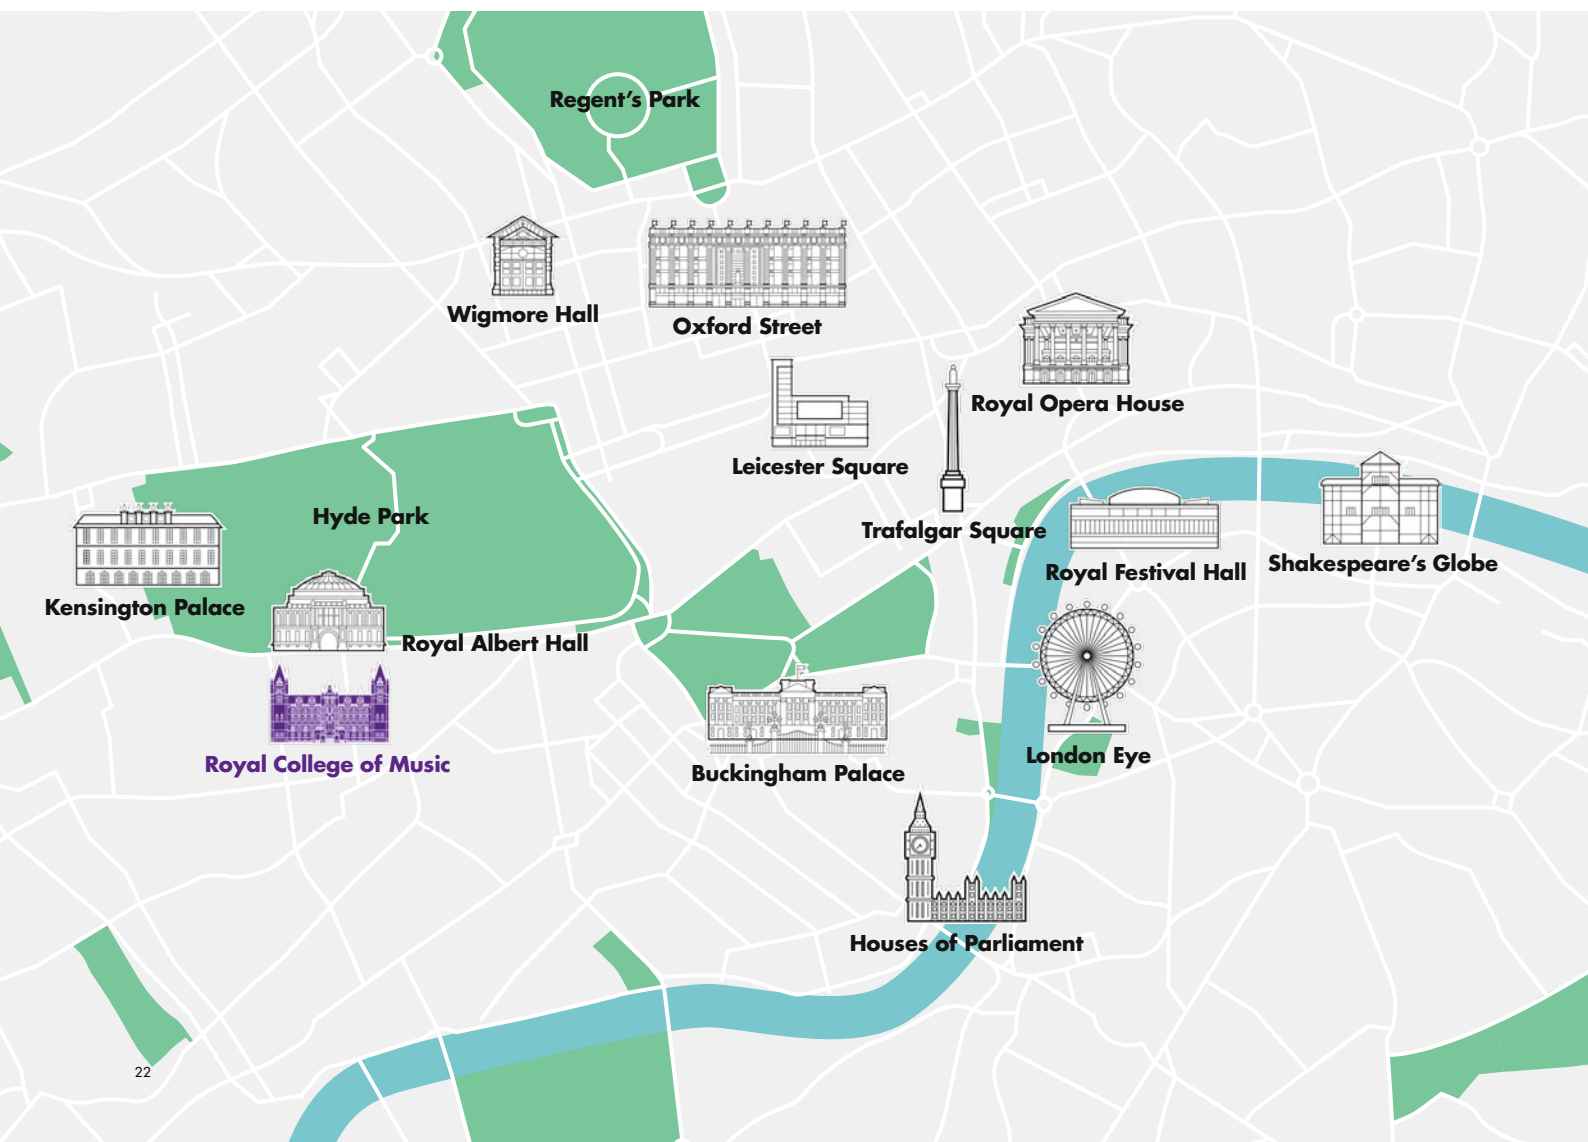 Regent’s Park
Wigmore Hall
Oxford Street
Royal Opera House
Leicester Square
Hyde Park
Trafalgar Square
Royal Festival Hall
Shakespeare’s Globe
Kensington Palace
Royal Albert Hall
Royal College of Music
Buckingham Palace
London Eye
Houses of Parliament
22